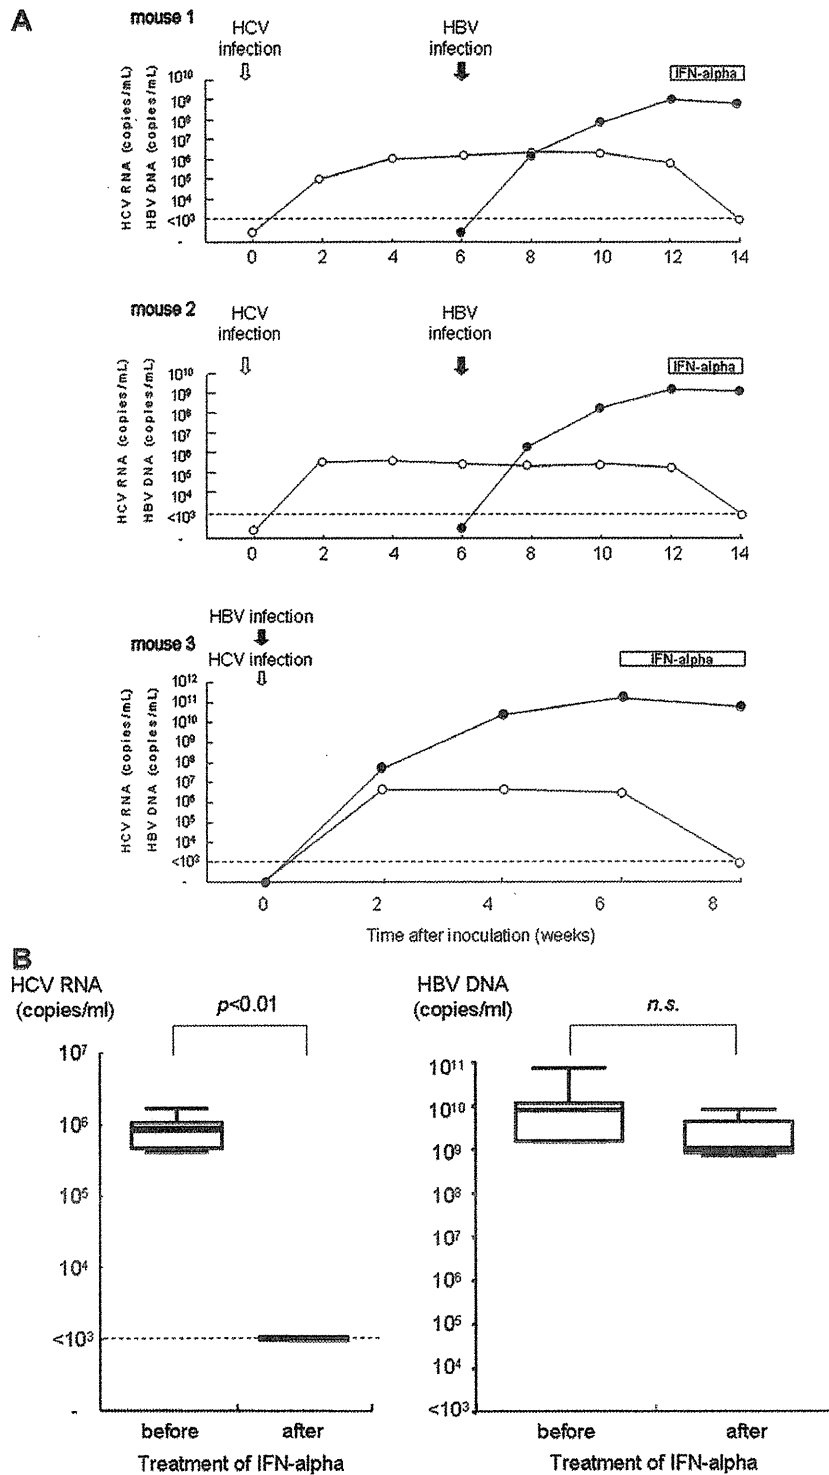 A
mouse 1
HCV
infection
HBV
infection
IFN-alpha
HCV RNA (copies/mL)
HBV DNA (copies/mL)
10¹⁰
10⁹
10⁸
10⁷
10⁶
10⁵
10⁴
<10³
-
0 2 4 6 8 10 12 14
mouse 2
HCV
infection
HBV
infection
IFN-alpha
HCV RNA (copies/mL)
HBV DNA (copies/mL)
10¹⁰
10⁹
10⁸
10⁷
10⁶
10⁵
10⁴
<10³
-
0 2 4 6 8 10 12 14
HBV infection
mouse 3
HCV infection
IFN-alpha
HCV RNA (copies/mL)
HBV DNA (copies/mL)
10¹²
10¹¹
10¹⁰
10⁹
10⁸
10⁷
10⁶
10⁵
10⁴
<10³
-
0 2 4 6 8
Time after inoculation (weeks)
B
HCV RNA
(copies/ml)
p<0.01
10⁷
10⁶
10⁵
10⁴
<10³
-
before after
Treatment of IFN-alpha
HBV DNA
(copies/ml)
n.s.
10¹¹
10¹⁰
10⁹
10⁸
10⁷
10⁶
10⁵
10⁴
<10³
before after
Treatment of IFN-alpha